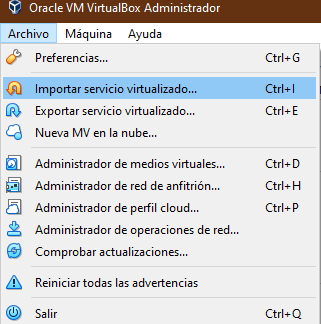 Oracle VM VirtualBox Administrador
Archivo Máquina Ayuda
Preferencias... Ctrl+G
Importar servicio virtualizado... Ctrl+I
Exportar servicio virtualizado... Ctrl+E
Nueva MV en la nube...
Administrador de medios virtuales... Ctrl+D
Administrador de red de anfitrión... Ctrl+H
Administrador de perfil cloud... Ctrl+P
Administrador de operaciones de red...
Comprobar actualizaciones...
Reiniciar todas las advertencias
Salir Ctrl+Q